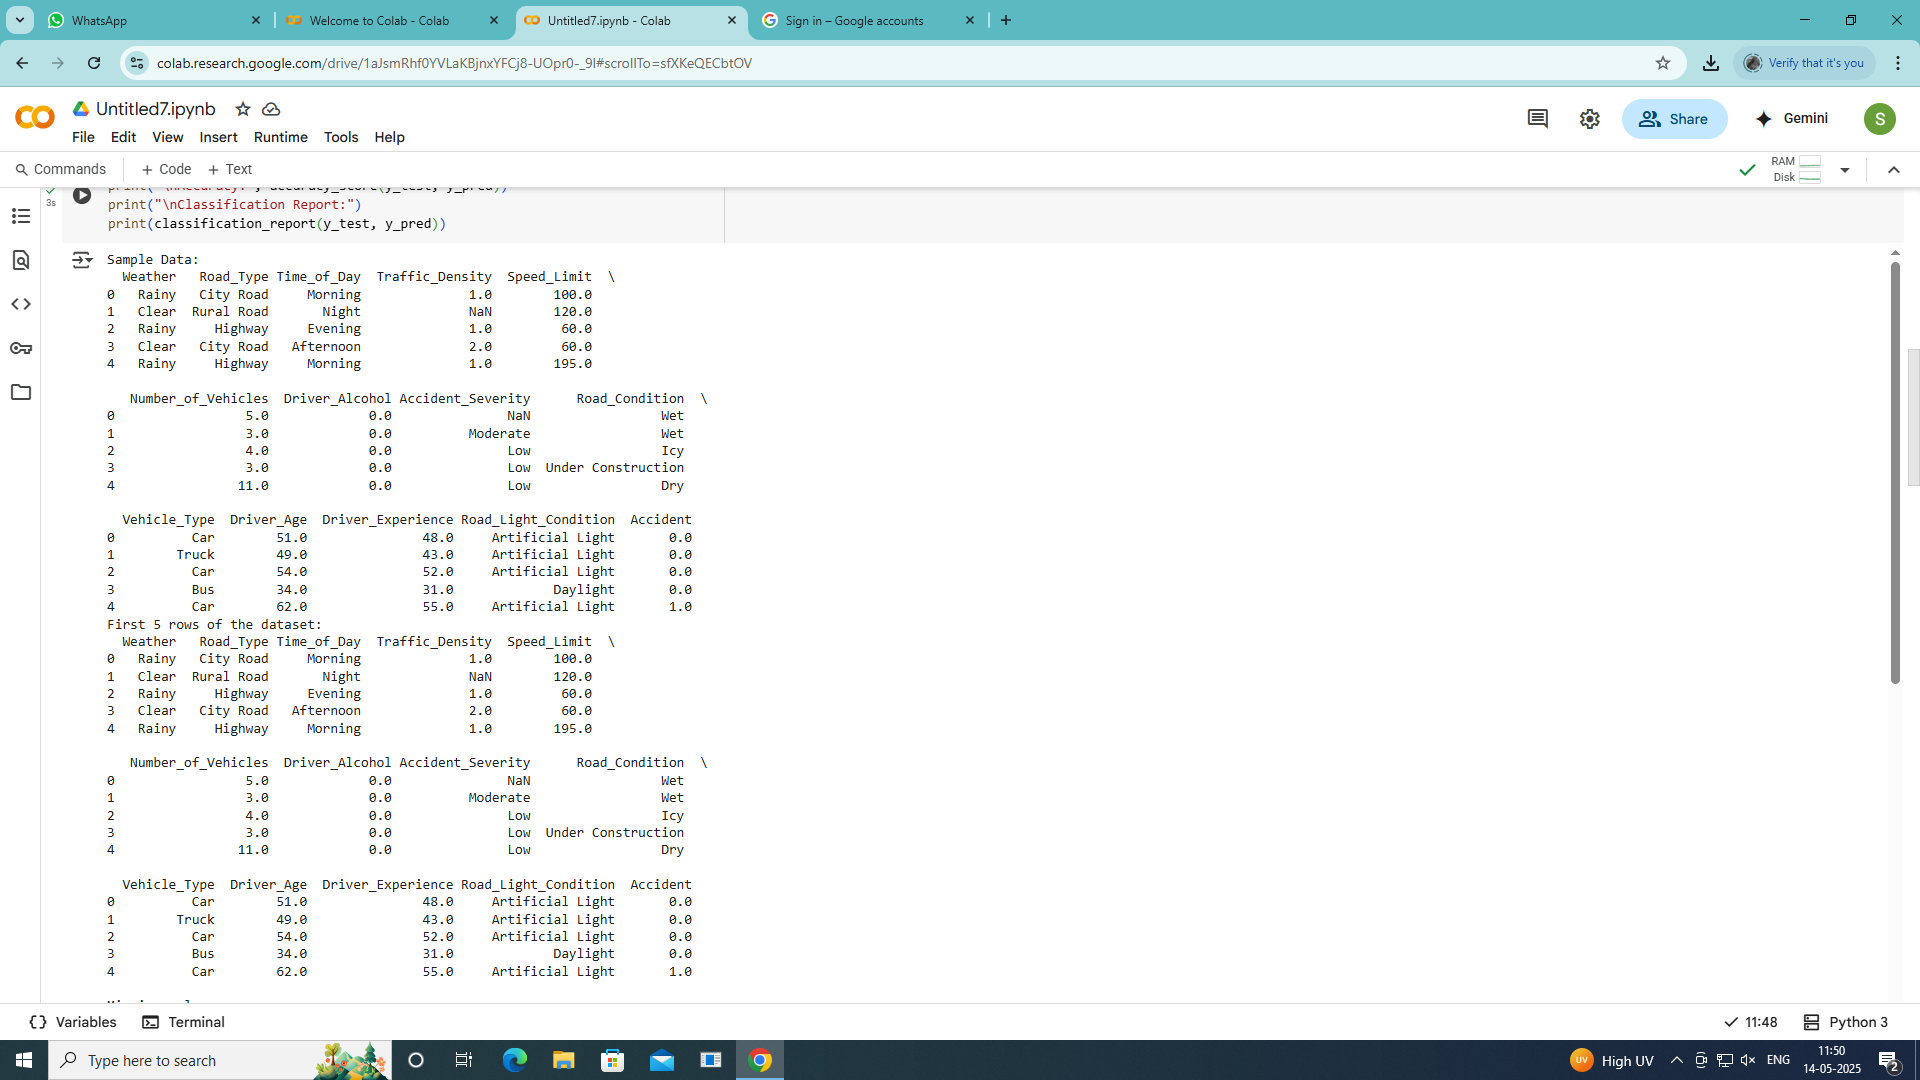 WhatsApp
Welcome to Colab - Colab
Untitled7.ipynb - Colab
Sign in – Google accounts
colab.research.google.com/drive/1aJsmRhf0YVLaKBjnxYFCj8-UOpr0-_9I#scrollTo=sfXKeQECbtOV
Verify that it's you
Untitled7.ipynb
File Edit View Insert Runtime Tools Help
Share
Gemini
S
Commands + Code + Text
RAM
Disk
3s
print("\nAccuracy:", accuracy_score(y_test, y_pred))
print("\nClassification Report:")
print(classification_report(y_test, y_pred))
Sample Data:
  Weather   Road_Type Time_of_Day  Traffic_Density  Speed_Limit  \
0   Rainy   City Road     Morning              1.0        100.0
1   Clear  Rural Road       Night              NaN        120.0
2   Rainy     Highway     Evening              1.0         60.0
3   Clear   City Road   Afternoon              2.0         60.0
4   Rainy     Highway     Morning              1.0        195.0
   Number_of_Vehicles  Driver_Alcohol Accident_Severity      Road_Condition  \
0                 5.0             0.0               NaN                 Wet
1                 3.0             0.0          Moderate                 Wet
2                 4.0             0.0               Low                 Icy
3                 3.0             0.0               Low  Under Construction
4                11.0             0.0               Low                 Dry
  Vehicle_Type  Driver_Age  Driver_Experience Road_Light_Condition  Accident
0          Car        51.0               48.0     Artificial Light       0.0
1        Truck        49.0               43.0     Artificial Light       0.0
2          Car        54.0               52.0     Artificial Light       0.0
3          Bus        34.0               31.0             Daylight       0.0
4          Car        62.0               55.0     Artificial Light       1.0
First 5 rows of the dataset:
  Weather   Road_Type Time_of_Day  Traffic_Density  Speed_Limit  \
0   Rainy   City Road     Morning              1.0        100.0
1   Clear  Rural Road       Night              NaN        120.0
2   Rainy     Highway     Evening              1.0         60.0
3   Clear   City Road   Afternoon              2.0         60.0
4   Rainy     Highway     Morning              1.0        195.0
   Number_of_Vehicles  Driver_Alcohol Accident_Severity      Road_Condition  \
0                 5.0             0.0               NaN                 Wet
1                 3.0             0.0          Moderate                 Wet
2                 4.0             0.0               Low                 Icy
3                 3.0             0.0               Low  Under Construction
4                11.0             0.0               Low                 Dry
  Vehicle_Type  Driver_Age  Driver_Experience Road_Light_Condition  Accident
0          Car        51.0               48.0     Artificial Light       0.0
1        Truck        49.0               43.0     Artificial Light       0.0
2          Car        54.0               52.0     Artificial Light       0.0
3          Bus        34.0               31.0             Daylight       0.0
4          Car        62.0               55.0     Artificial Light       1.0
Variables
Terminal
11:48
Python 3
Type here to search
UV
High UV
ENG
11:50
14-05-2025
2